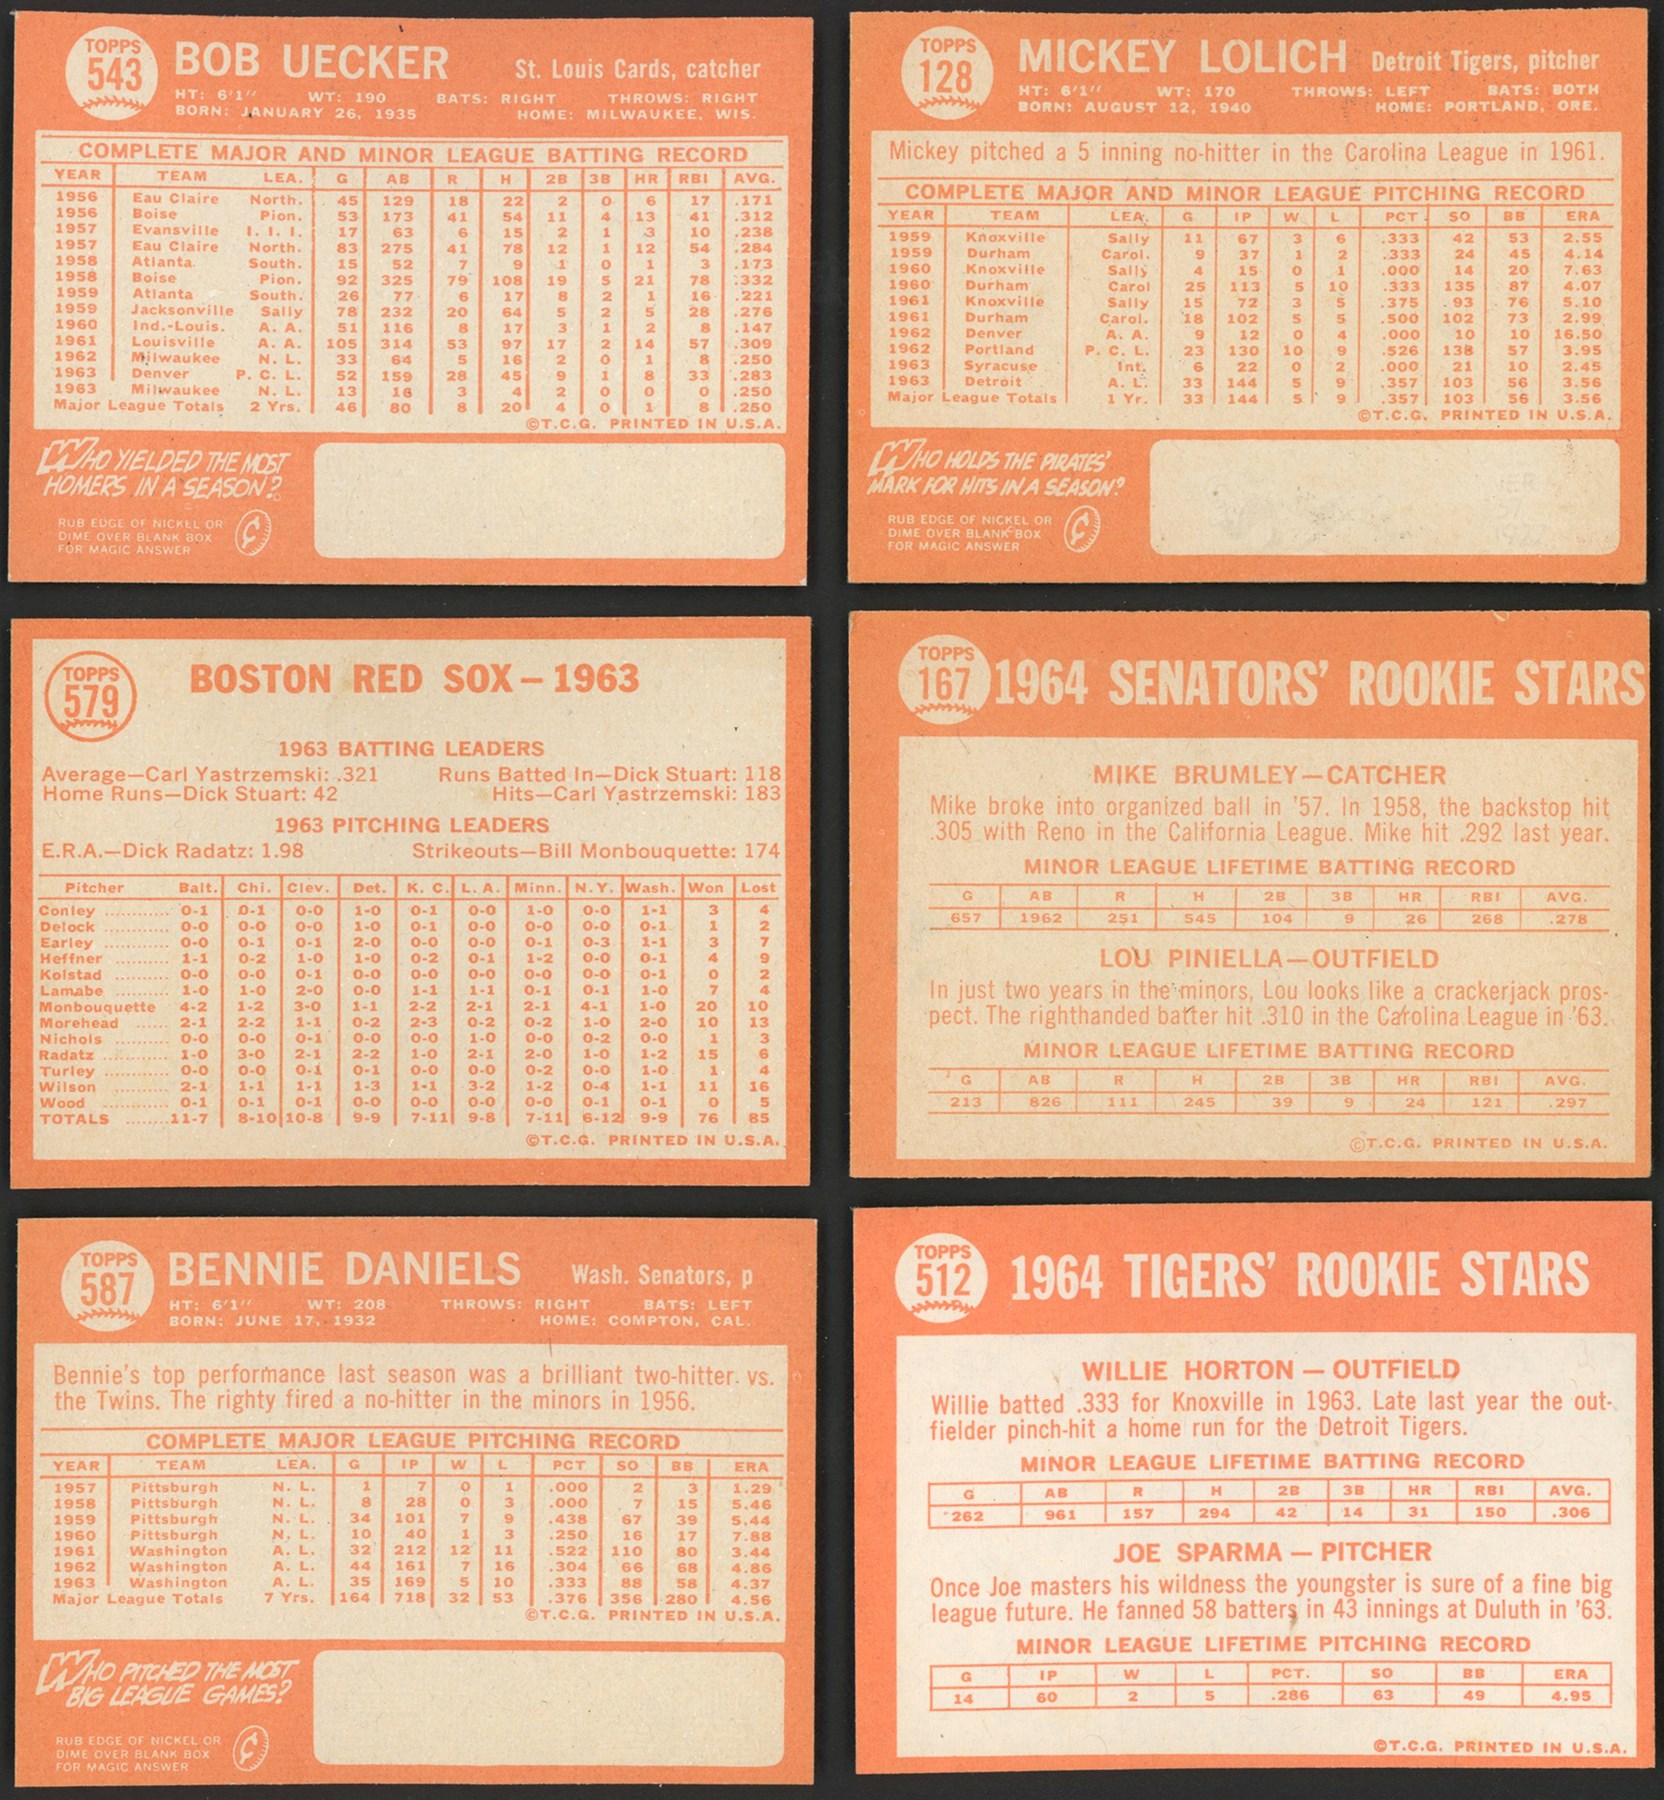 TOPPS
543
BOB UECKER St. Louis Cards, catcher
HT: 6'1" WT: 190 BATS: RIGHT THROWS: RIGHT
BORN: JANUARY 26, 1935 HOME: MILWAUKEE, WIS.
COMPLETE MAJOR AND MINOR LEAGUE BATTING RECORD
YEAR TEAM LEA. G AB R H 2B 3B HR RBI AVG.
1956 Eau Claire North. 45 129 18 22 2 0 6 17 .171
1956 Boise Pion. 53 173 41 54 11 4 13 41 .312
1957 Evansville I. I. I. 17 63 6 15 2 1 3 10 .238
1957 Eau Claire North. 83 275 41 78 12 1 12 54 .284
1958 Atlanta South. 15 52 7 9 1 0 1 3 .173
1958 Boise Pion. 92 325 79 108 19 5 21 78 .332
1959 Atlanta South. 26 77 6 17 8 2 1 16 .221
1959 Jacksonville Sally 78 232 20 64 5 2 5 28 .276
1960 Ind.-Louis. A. A. 51 116 8 17 3 1 2 8 .147
1961 Louisville A. A. 105 314 53 97 17 2 14 57 .309
1962 Milwaukee N. L. 33 64 5 16 2 0 1 8 .250
1963 Denver P. C. L. 52 159 28 45 9 1 8 33 .283
1963 Milwaukee N. L. 13 16 3 4 2 0 0 0 .250
Major League Totals 2 Yrs. 46 80 8 20 4 0 1 8 .250
©T.C.G. PRINTED IN U.S.A.
WHO YIELDED THE MOST
HOMERS IN A SEASON?
RUB EDGE OF NICKEL OR
DIME OVER BLANK BOX
FOR MAGIC ANSWER
TOPPS
128
MICKEY LOLICH Detroit Tigers, pitcher
HT: 6'1" WT: 170 THROWS: LEFT BATS: BOTH
BORN: AUGUST 12, 1940 HOME: PORTLAND, ORE.
Mickey pitched a 5 inning no-hitter in the Carolina League in 1961.
COMPLETE MAJOR AND MINOR LEAGUE PITCHING RECORD
YEAR TEAM LEA. G IP W L PCT. SO BB ERA
1959 Knoxville Sally 11 67 3 6 .333 42 53 2.55
1959 Durham Carol. 9 37 1 2 .333 24 45 4.14
1960 Knoxville Sally 4 15 0 1 .000 14 20 7.63
1960 Durham Carol 25 113 5 10 .333 135 87 4.07
1961 Knoxville Sally 15 72 3 5 .375 93 76 5.10
1961 Durham Carol. 18 102 5 5 .500 102 73 2.99
1962 Denver A. A. 9 12 0 4 .000 10 10 16.50
1962 Portland P. C. L. 23 130 10 9 .526 138 57 3.95
1963 Syracuse Int. 6 22 0 2 .000 21 10 2.45
1963 Detroit A. L. 33 144 5 9 .357 103 56 3.56
Major League Totals 1 Yr. 33 144 5 9 .357 103 56 3.56
©T.C.G. PRINTED IN U.S.A.
WHO HOLDS THE PIRATES'
MARK FOR HITS IN A SEASON?
RUB EDGE OF NICKEL OR
DIME OVER BLANK BOX
FOR MAGIC ANSWER
TOPPS
579
BOSTON RED SOX—1963
1963 BATTING LEADERS
Average—Carl Yastrzemski: .321 Runs Batted In—Dick Stuart: 118
Home Runs—Dick Stuart: 42 Hits—Carl Yastrzemski: 183
1963 PITCHING LEADERS
E.R.A.—Dick Radatz: 1.98 Strikeouts—Bill Monbouquette: 174
Pitcher Balt. Chi. Clev. Det. K. C. L. A. Minn. N.Y. Wash. Won Lost
Conley ........... 0-1 0-1 0-0 1-0 0-1 0-0 1-0 0-0 1-1 3 4
Delock ........... 0-0 0-0 0-0 1-0 0-1 0-0 0-0 0-0 0-1 1 2
Earley ........... 0-0 0-1 0-1 2-0 0-0 0-0 0-1 0-3 1-1 3 7
Heffner .......... 1-1 0-2 1-0 1-0 0-2 0-1 1-2 0-0 0-1 4 9
Kolstad .......... 0-0 0-0 0-1 0-0 0-0 0-0 0-0 0-0 0-1 0 2
Lamabe .......... 1-0 1-0 2-0 0-0 1-1 1-1 0-1 0-1 1-0 7 4
Monbouquette 4-2 1-2 3-0 1-1 2-2 2-1 2-1 4-1 1-0 20 10
Morehead ...... 2-1 2-2 1-1 0-2 2-3 0-2 0-2 1-0 2-0 10 13
Nichols .......... 0-0 0-0 0-1 0-0 0-0 1-0 0-0 0-2 0-0 1 3
Radatz ........... 1-0 3-0 2-1 2-2 1-0 2-1 2-0 1-0 1-2 15 6
Turley ............ 0-0 0-0 0-1 0-1 0-0 0-0 0-2 0-0 1-0 1 4
Wilson ........... 2-1 1-1 1-1 1-3 1-1 3-2 1-2 0-4 1-1 11 16
Wood ............ 0-1 0-1 0-1 0-0 0-0 0-0 0-0 0-1 0-1 0 5
TOTALS ........ 11-7 8-10 10-8 9-9 7-11 9-8 7-11 6-12 9-9 76 85
©T.C.G. PRINTED IN U.S.A.
TOPPS
167
1964 SENATORS' ROOKIE STARS
MIKE BRUMLEY—CATCHER
Mike broke into organized ball in '57. In 1958, the backstop hit
.305 with Reno in the California League. Mike hit .292 last year.
MINOR LEAGUE LIFETIME BATTING RECORD
G AB R H 2B 3B HR RBI AVG.
657 1962 251 545 104 9 26 268 .278
LOU PINIELLA—OUTFIELD
In just two years in the minors, Lou looks like a crackerjack pros-
pect. The righthanded batter hit .310 in the Carolina League in '63.
MINOR LEAGUE LIFETIME BATTING RECORD
G AB R H 2B 3B HR RBI AVG.
213 826 111 245 39 9 24 121 .297
©T.C.G. PRINTED IN U.S.A.
TOPPS
587
BENNIE DANIELS Wash. Senators, p
HT: 6'1" WT: 208 THROWS: RIGHT BATS: LEFT
BORN: JUNE 17, 1932 HOME: COMPTON, CAL.
Bennie's top performance last season was a brilliant two-hitter vs.
the Twins. The righty fired a no-hitter in the minors in 1956.
COMPLETE MAJOR LEAGUE PITCHING RECORD
YEAR TEAM LEA. G IP W L PCT SO BB ERA
1957 Pittsburgh N. L. 1 7 0 1 .000 2 3 1.29
1958 Pittsburgh N. L. 8 28 0 3 .000 7 15 5.46
1959 Pittsburgh N. L. 34 101 7 9 .438 67 39 5.44
1960 Pittsburgh N. L. 10 40 1 3 .250 16 17 7.88
1961 Washington A. L. 32 212 12 11 .522 110 80 3.44
1962 Washington A. L. 44 161 7 16 .304 66 68 4.86
1963 Washington A. L. 35 169 5 10 .333 88 58 4.37
Major League Totals 7 Yrs. 164 718 32 53 .376 356 280 4.56
©T.C.G. PRINTED IN U.S.A.
WHO PITCHED THE MOST
BIG LEAGUE GAMES?
RUB EDGE OF NICKEL OR
DIME OVER BLANK BOX
FOR MAGIC ANSWER
TOPPS
512
1964 TIGERS' ROOKIE STARS
WILLIE HORTON — OUTFIELD
Willie batted .333 for Knoxville in 1963. Late last year the out-
fielder pinch-hit a home run for the Detroit Tigers.
MINOR LEAGUE LIFETIME BATTING RECORD
G AB R H 2B 3B HR RBI AVG.
262 961 157 294 42 14 31 150 .306
JOE SPARMA — PITCHER
Once Joe masters his wildness the youngster is sure of a fine big
league future. He fanned 58 batters in 43 innings at Duluth in '63.
MINOR LEAGUE LIFETIME PITCHING RECORD
G IP W L PCT. SO BB ERA
14 60 2 5 .286 63 49 4.95
©T.C.G. PRINTED IN U.S.A.